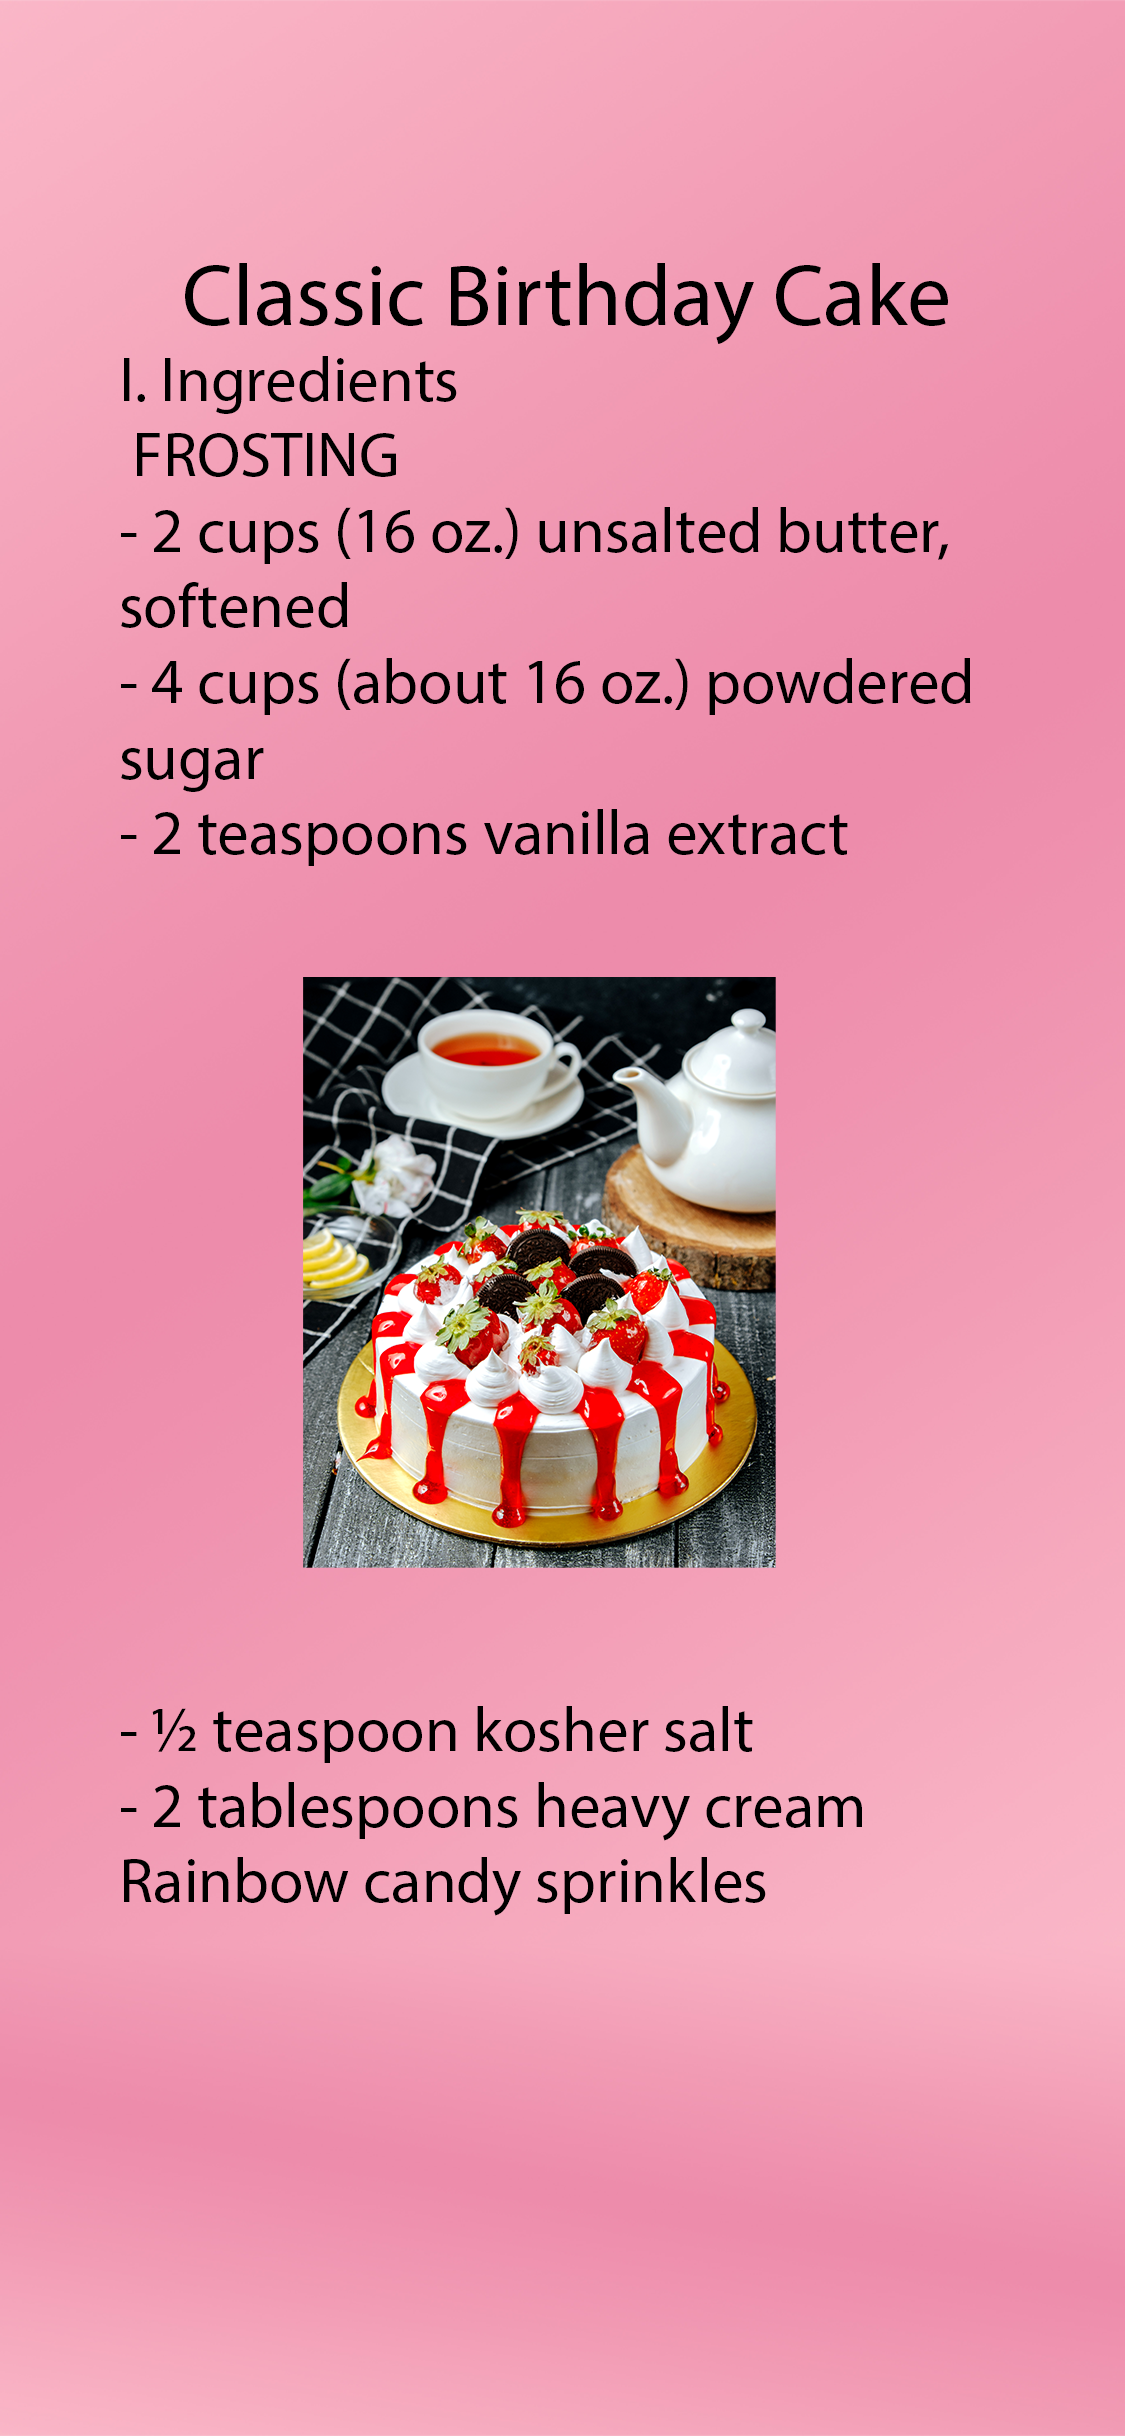 Classic Birthday Cake
I. Ingredients
FROSTING
- 2 cups (16 oz.) unsalted butter,
softened
- 4 cups (about 16 oz.) powdered
sugar
- 2 teaspoons vanilla extract
- ½ teaspoon kosher salt
- 2 tablespoons heavy cream
Rainbow candy sprinkles